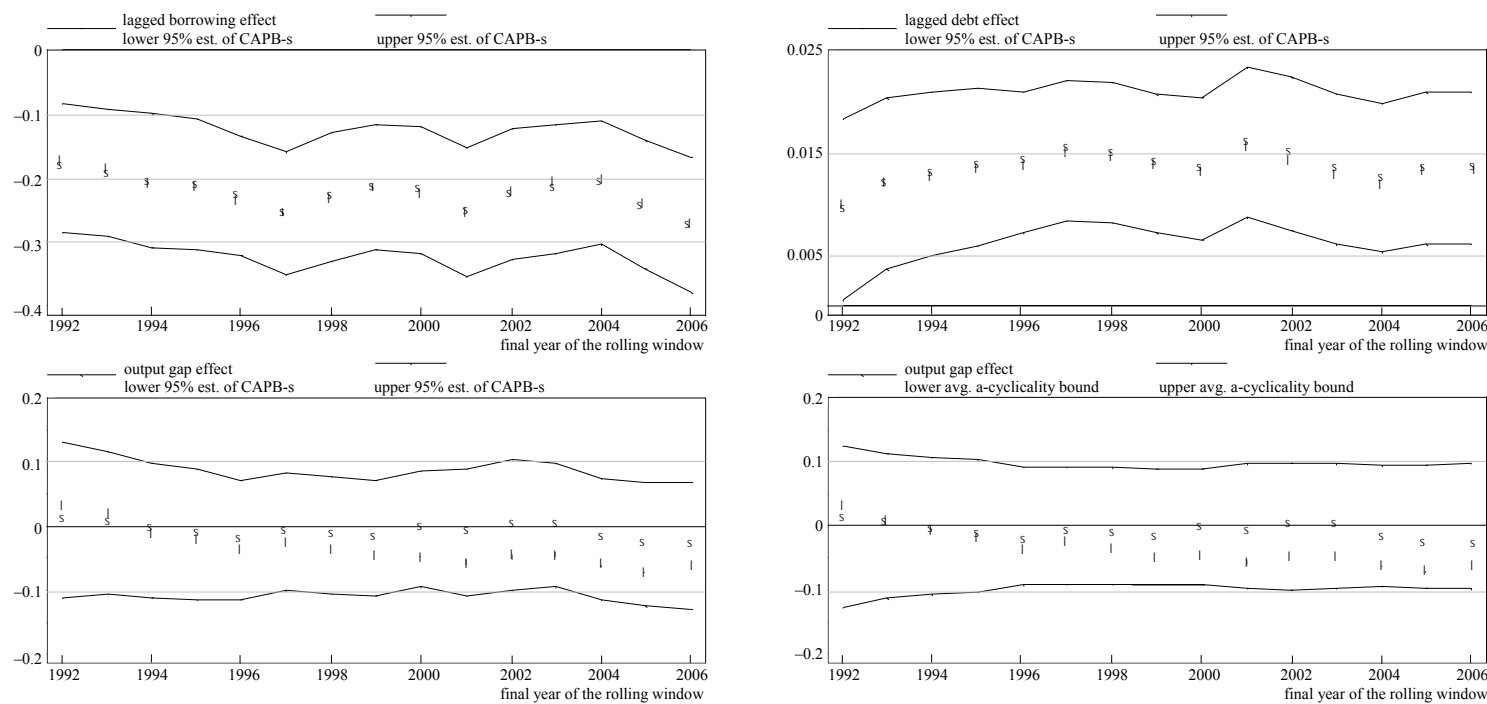 lagged borrowing effect
lower 95% est. of CAPB-s upper 95% est. of CAPB-s
0
–0.1
–0.2
–0.3
–0.4
1992 1994 1996 1998 2000 2002 2004 2006
final year of the rolling window
lagged debt effect
lower 95% est. of CAPB-s upper 95% est. of CAPB-s
0.025
0.015
0.005
0
1992 1994 1996 1998 2000 2002 2004 2006
final year of the rolling window
output gap effect
lower 95% est. of CAPB-s upper 95% est. of CAPB-s
0.2
0.1
0
–0.1
–0.2
1992 1994 1996 1998 2000 2002 2004 2006
final year of the rolling window
output gap effect
lower avg. a-cyclicality bound upper avg. a-cyclicality bound
0.2
0.1
0
–0.1
–0.2
1992 1994 1996 1998 2000 2002 2004 2006
final year of the rolling window